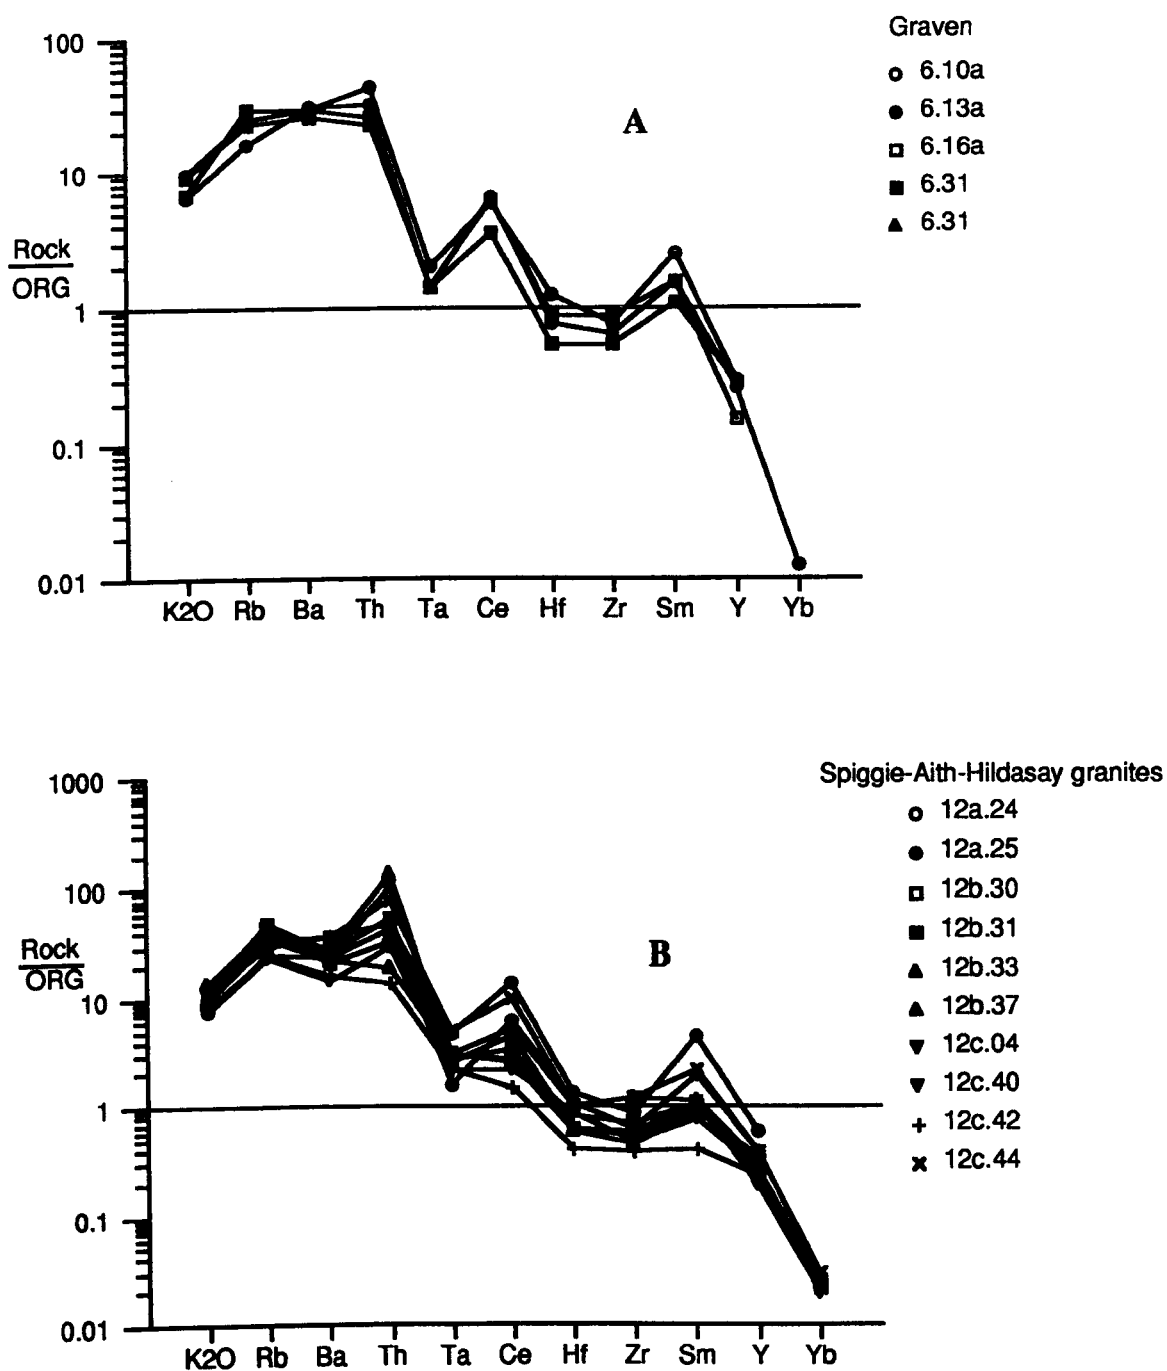 Graven
6.10a
6.13a
6.16a
6.31
6.31
A
100
10
1
0.1
0.01
Rock
ORG
K2O Rb Ba Th Ta Ce Hf Zr Sm Y Yb
Spiggie-Aith-Hildasay granites
12a.24
12a.25
12b.30
12b.31
12b.33
12b.37
12c.04
12c.40
12c.42
12c.44
B
1000
100
10
1
0.1
0.01
Rock
ORG
K2O Rb Ba Th Ta Ce Hf Zr Sm Y Yb